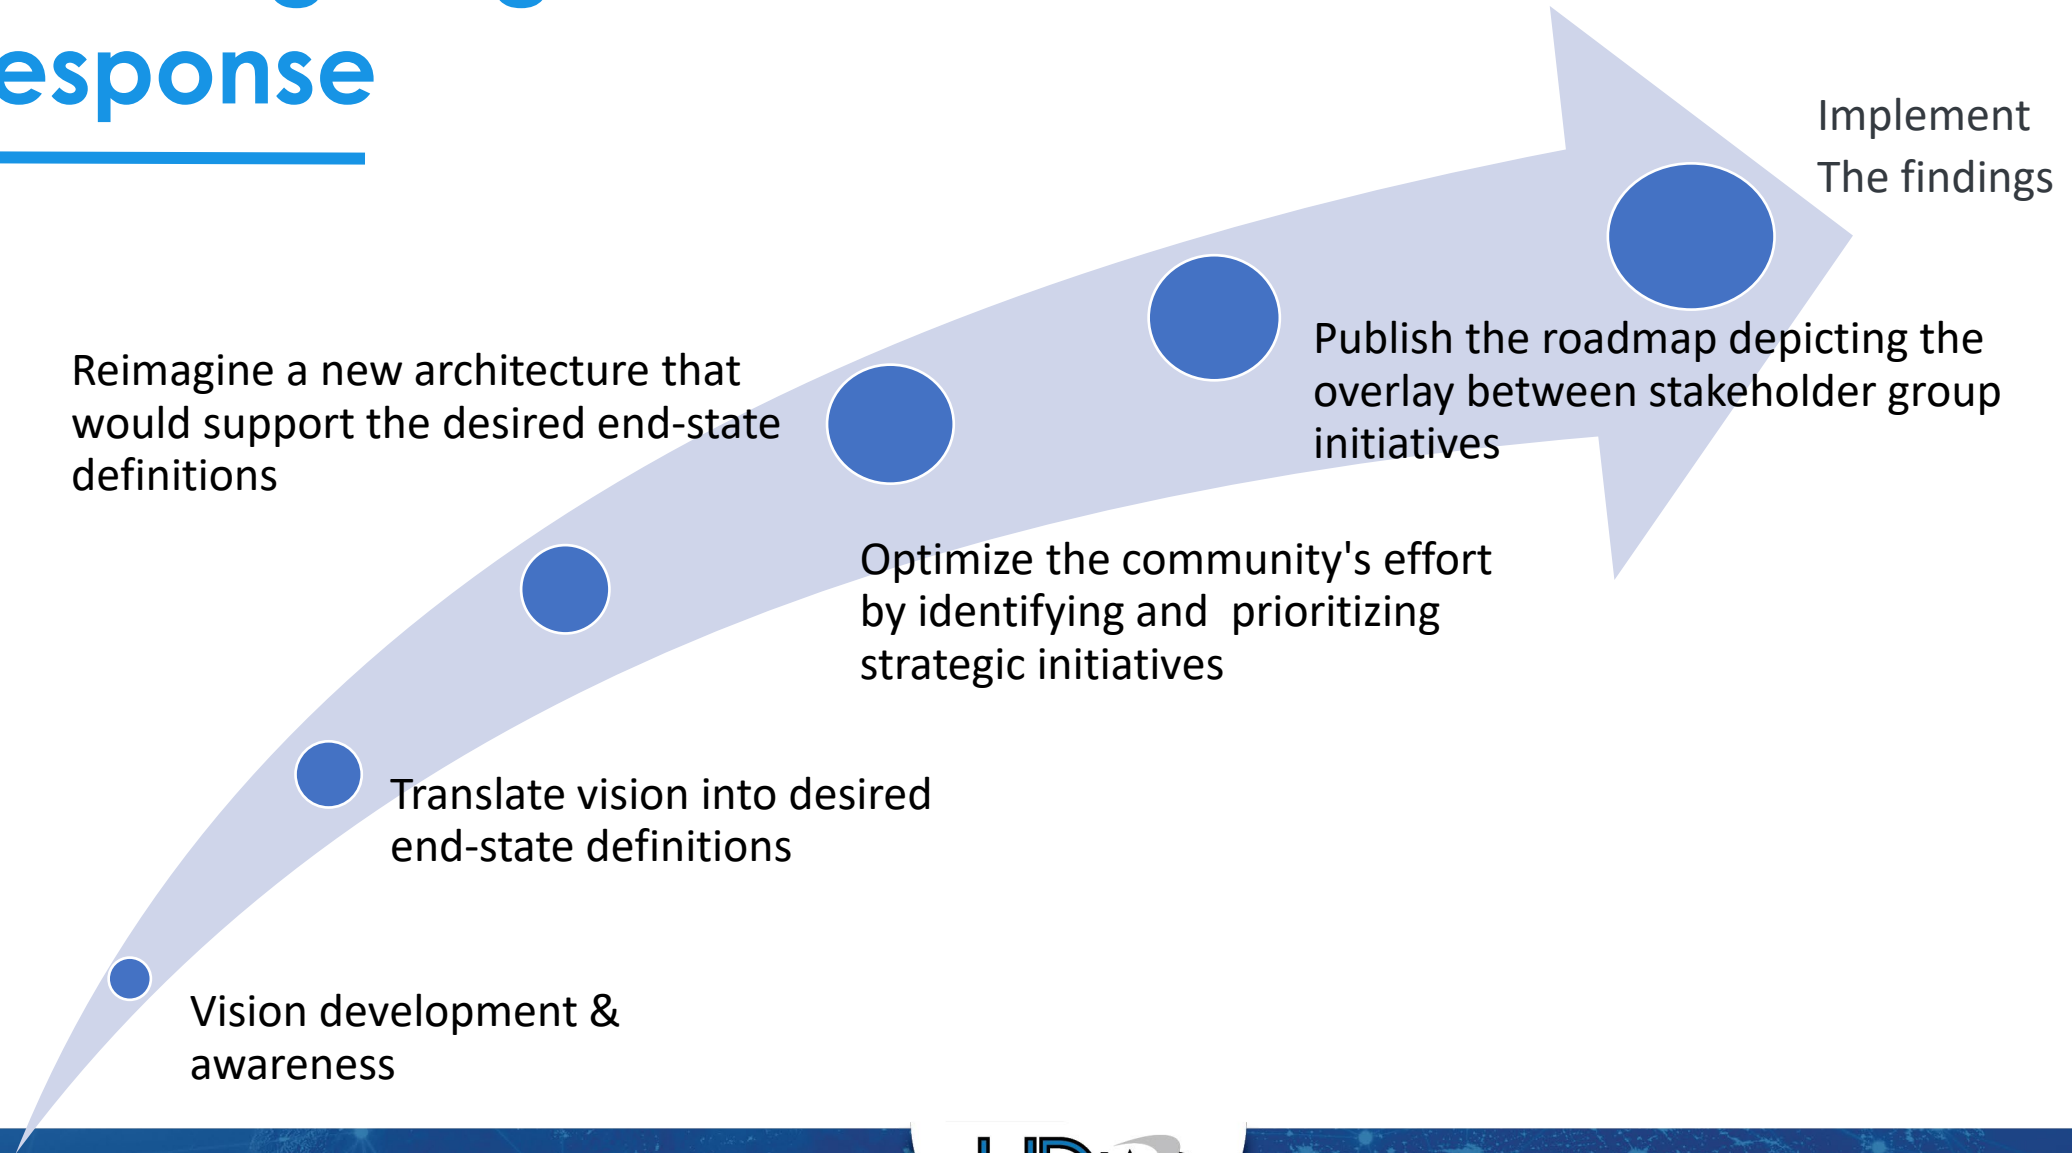 esponse
Implement
The findings
Reimagine a new architecture that
would support the desired end-state
definitions
Publish the roadmap depicting the
overlay between stakeholder group
initiatives
Optimize the community's effort
by identifying and  prioritizing
strategic initiatives
Translate vision into desired
end-state definitions
Vision development &
awareness